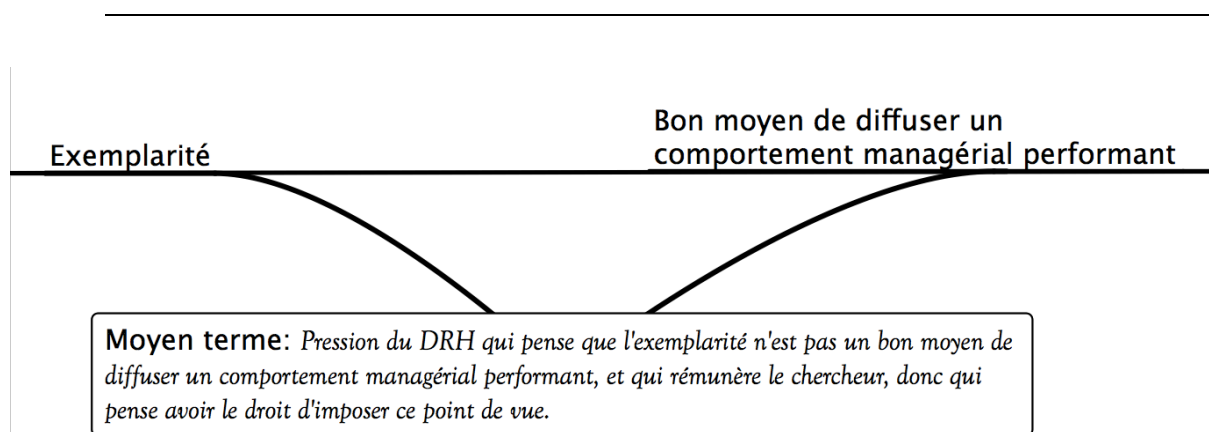 Bon moyen de diffuser un
Exemplarité
comportement managérial performant
Moyen terme: Pression du DRH qui pense que l'exemplarité n'est pas un bon moyen de
diffuser un comportement managérial performant, et qui rémunère le chercheur, donc qui
pense avoir le droit d'imposer ce point de vue.